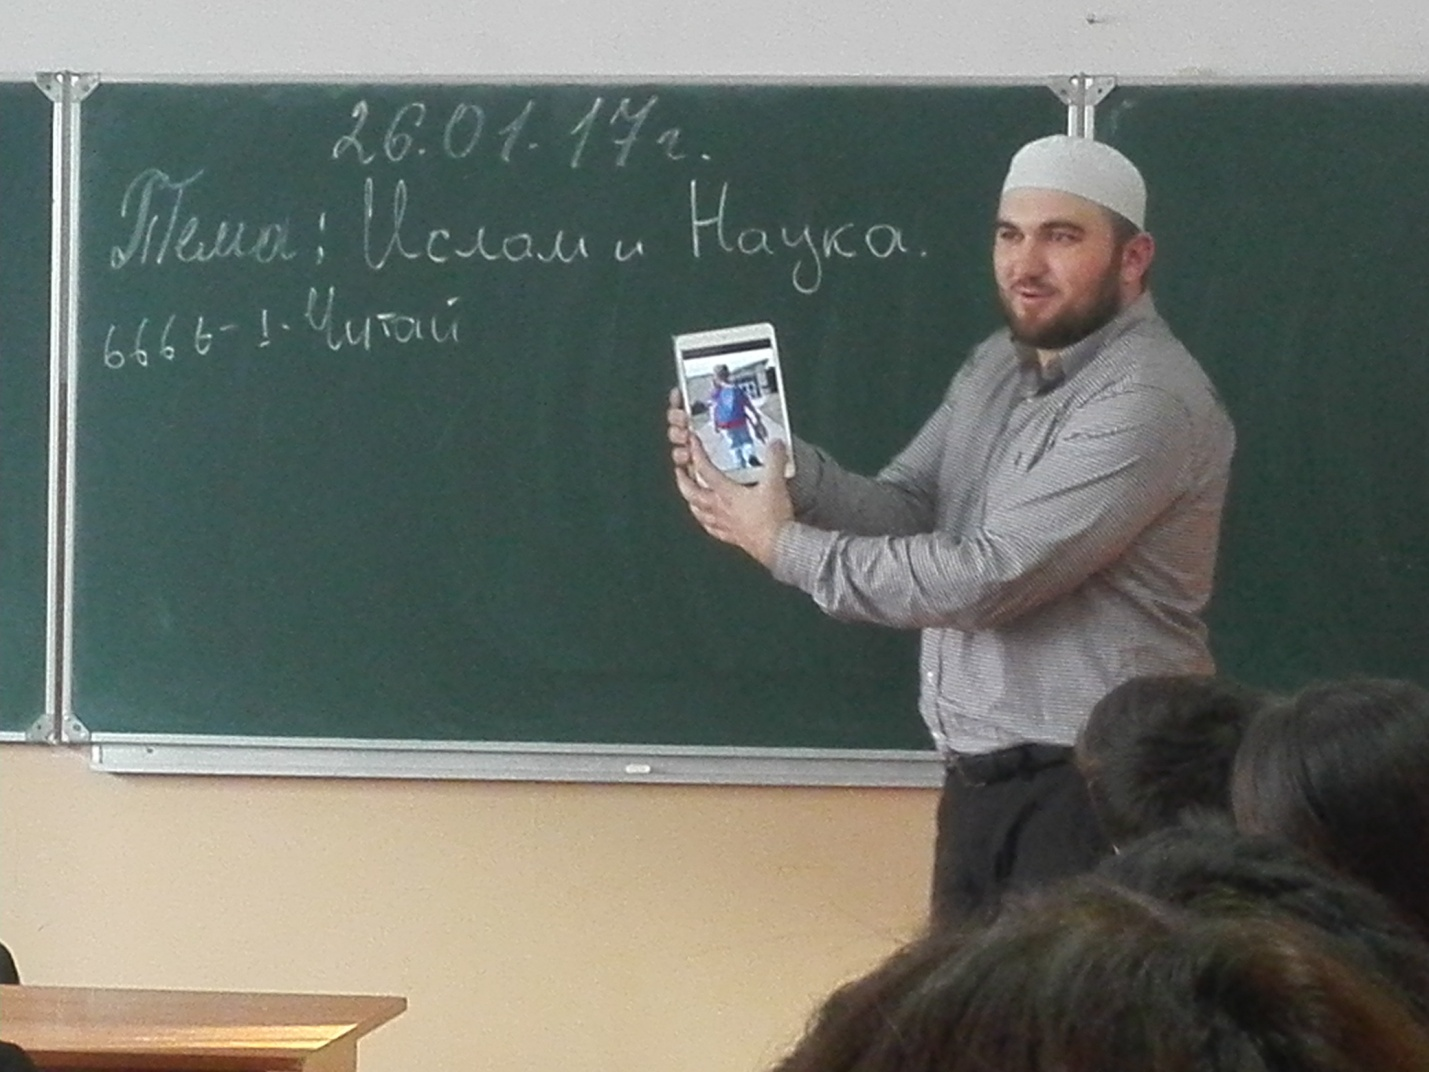 26.01.17г.
Тема: Ислам и Наука.
6666-1. Читай